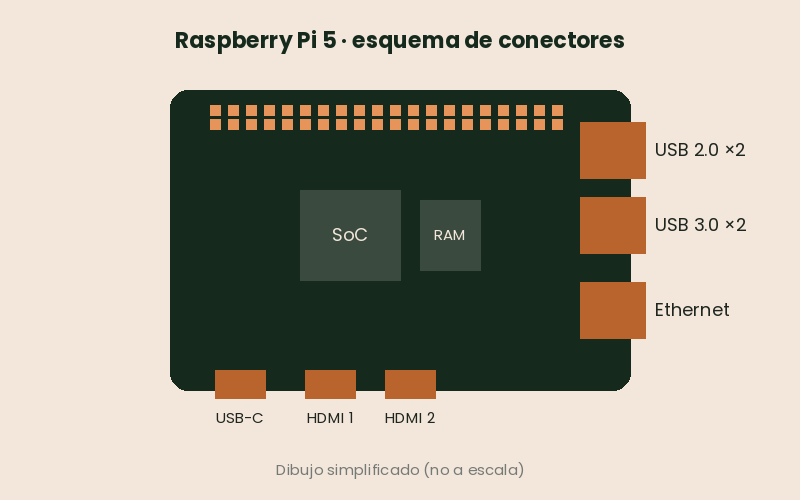 Raspberry Pi 5 · esquema de conectores
USB 2.0 ×2
USB 3.0 ×2
SoC
RAM
Ethernet
USB-C
HDMI 1
HDMI 2
Dibujo simplificado (no a escala)